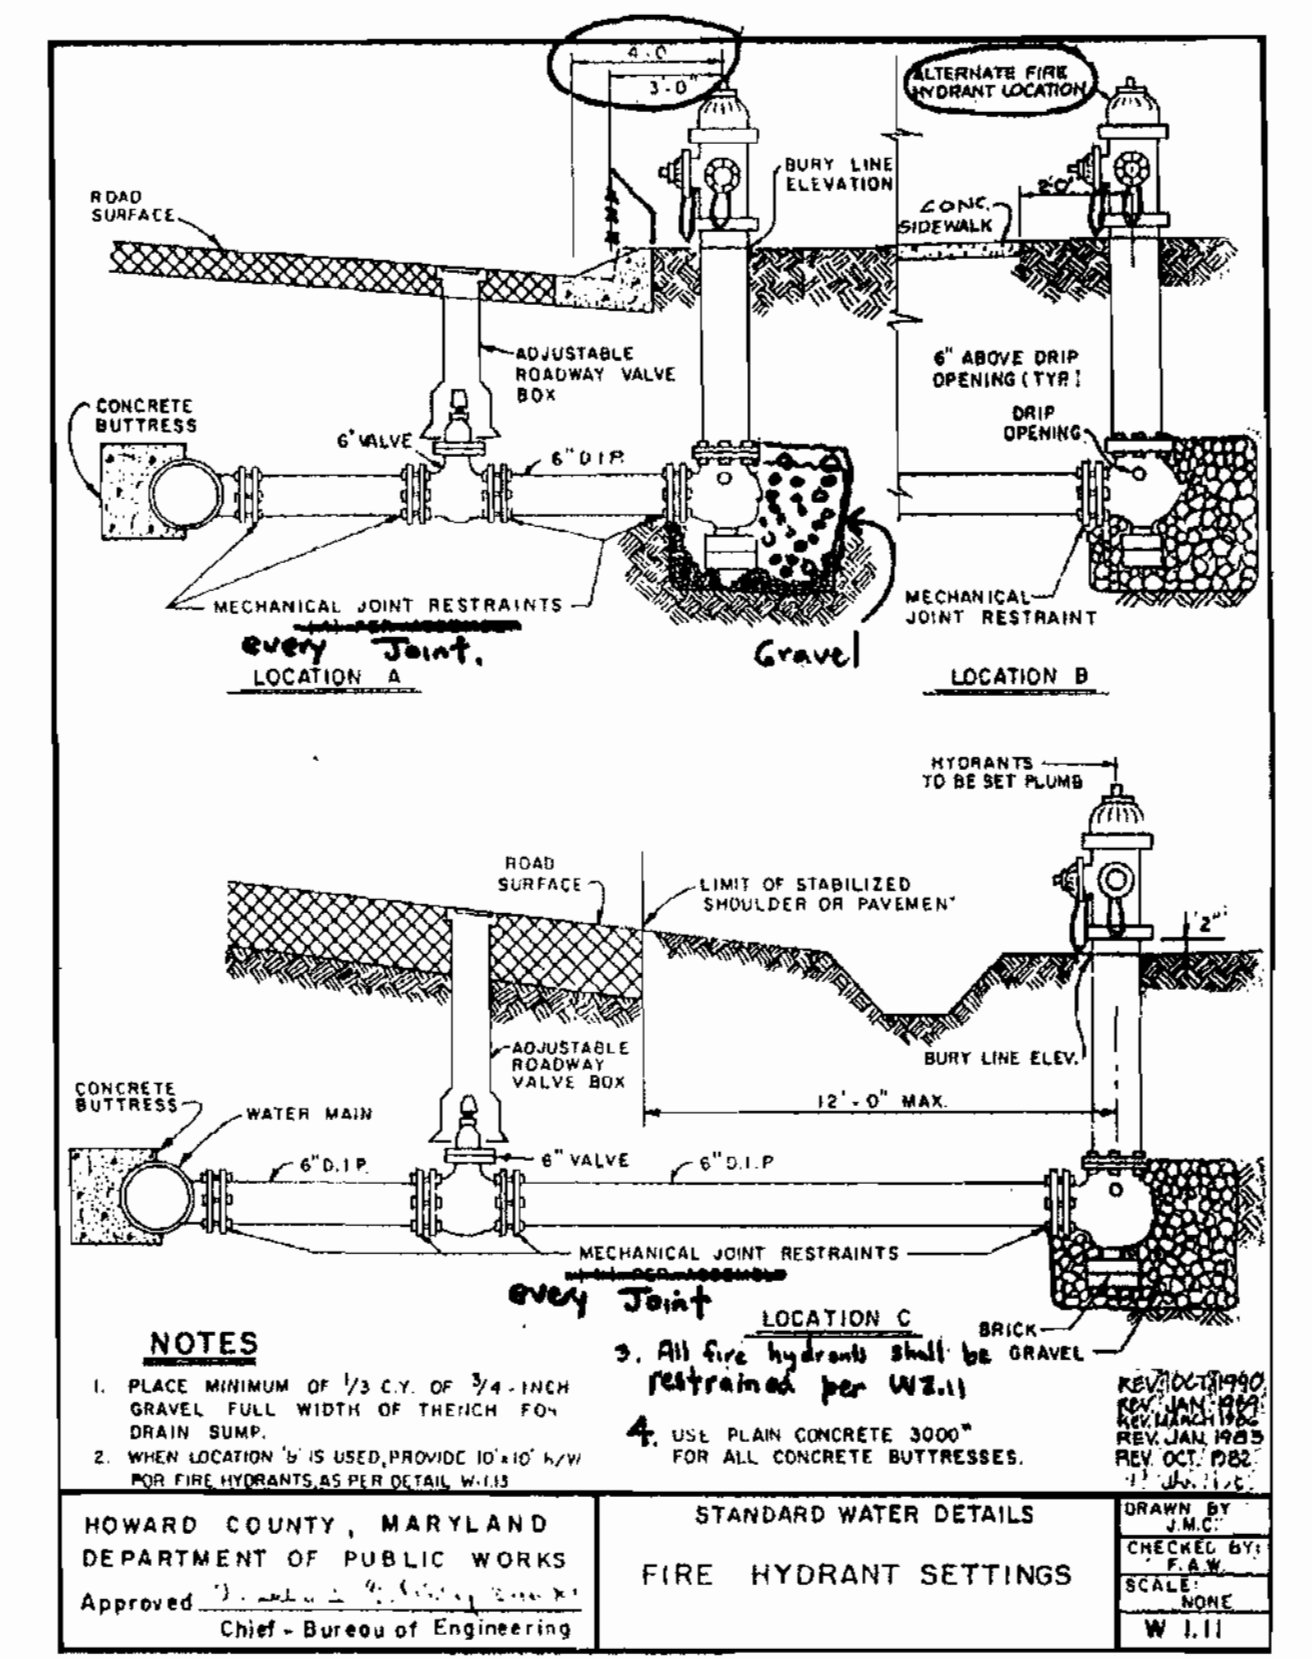 4'-0"
3'-0"
ALTERNATE FIRE
HYDRANT LOCATION
BURY LINE
ELEVATION
ROAD
SURFACE
2'0"
CONC.
SIDEWALK
ADJUSTABLE
ROADWAY VALVE
BOX
6" ABOVE DRIP
OPENING (TYP.)
CONCRETE
BUTTRESS
DRIP
OPENING
6" VALVE
6" D.I.P.
MECHANICAL JOINT RESTRAINTS
every Joint.
Gravel
MECHANICAL
JOINT RESTRAINT
LOCATION A
LOCATION B
HYDRANTS
TO BE SET PLUMB
ROAD
SURFACE
LIMIT OF STABILIZED
SHOULDER OR PAVEMEN
2"
ADJUSTABLE
ROADWAY
VALVE BOX
BURY LINE ELEV.
CONCRETE
BUTTRESS
WATER MAIN
12'-0" MAX.
6" D.I.P.
6" VALVE
6" D.I.P
MECHANICAL JOINT RESTRAINTS
every Joint
LOCATION C
BRICK
GRAVEL
NOTES
1. PLACE MINIMUM OF 1/3 C.Y. OF 3/4-INCH
GRAVEL FULL WIDTH OF TRENCH FOR
DRAIN SUMP.
2. WHEN LOCATION 'b' IS USED, PROVIDE 10'x10' R/W
FOR FIRE HYDRANTS, AS PER DETAIL W-1.13
3. All fire hydrants shall be
restrained per W2.11
4. USE PLAIN CONCRETE 3000#
FOR ALL CONCRETE BUTTRESSES.
REV. OCT. 1990
REV. JAN. 1989
REV. MARCH 1986
REV. JAN. 1983
REV. OCT. 1982
HOWARD COUNTY, MARYLAND
DEPARTMENT OF PUBLIC WORKS
Approved
Chief - Bureau of Engineering
STANDARD WATER DETAILS
FIRE HYDRANT SETTINGS
DRAWN BY
J.M.C.
CHECKED BY:
F.A.W.
SCALE:
NONE
W 1.11